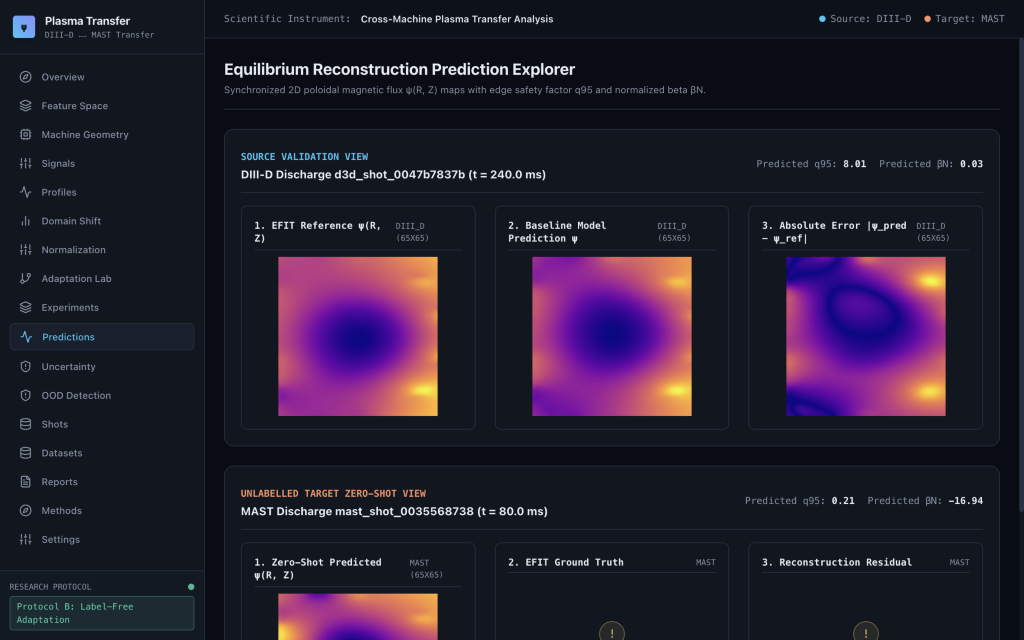 Plasma Transfer
DIII-D ↔ MAST Transfer
Overview
Feature Space
Machine Geometry
Signals
Profiles
Domain Shift
Normalization
Adaptation Lab
Experiments
Predictions
Uncertainty
OOD Detection
Shots
Datasets
Reports
Methods
Settings
RESEARCH PROTOCOL
Protocol B: Label-Free
Adaptation
Scientific Instrument: Cross-Machine Plasma Transfer Analysis
Source: DIII-D Target: MAST
Equilibrium Reconstruction Prediction Explorer
Synchronized 2D poloidal magnetic flux ψ(R, Z) maps with edge safety factor q95 and normalized beta βN.
SOURCE VALIDATION VIEW
DIII-D Discharge d3d_shot_0047b7837b (t = 240.0 ms)
Predicted q95: 8.01 Predicted βN: 0.03
1. EFIT Reference ψ(R,
Z)
DIII_D
(65X65)
2. Baseline Model
Prediction ψ
DIII_D
(65X65)
3. Absolute Error |ψ_pred
− ψ_ref|
DIII_D
(65X65)
UNLABELLED TARGET ZERO-SHOT VIEW
MAST Discharge mast_shot_0035568738 (t = 80.0 ms)
Predicted q95: 0.21 Predicted βN: -16.94
1. Zero-Shot Predicted
ψ(R, Z)
MAST
(65X65)
2. EFIT Ground Truth
MAST
3. Reconstruction Residual
MAST